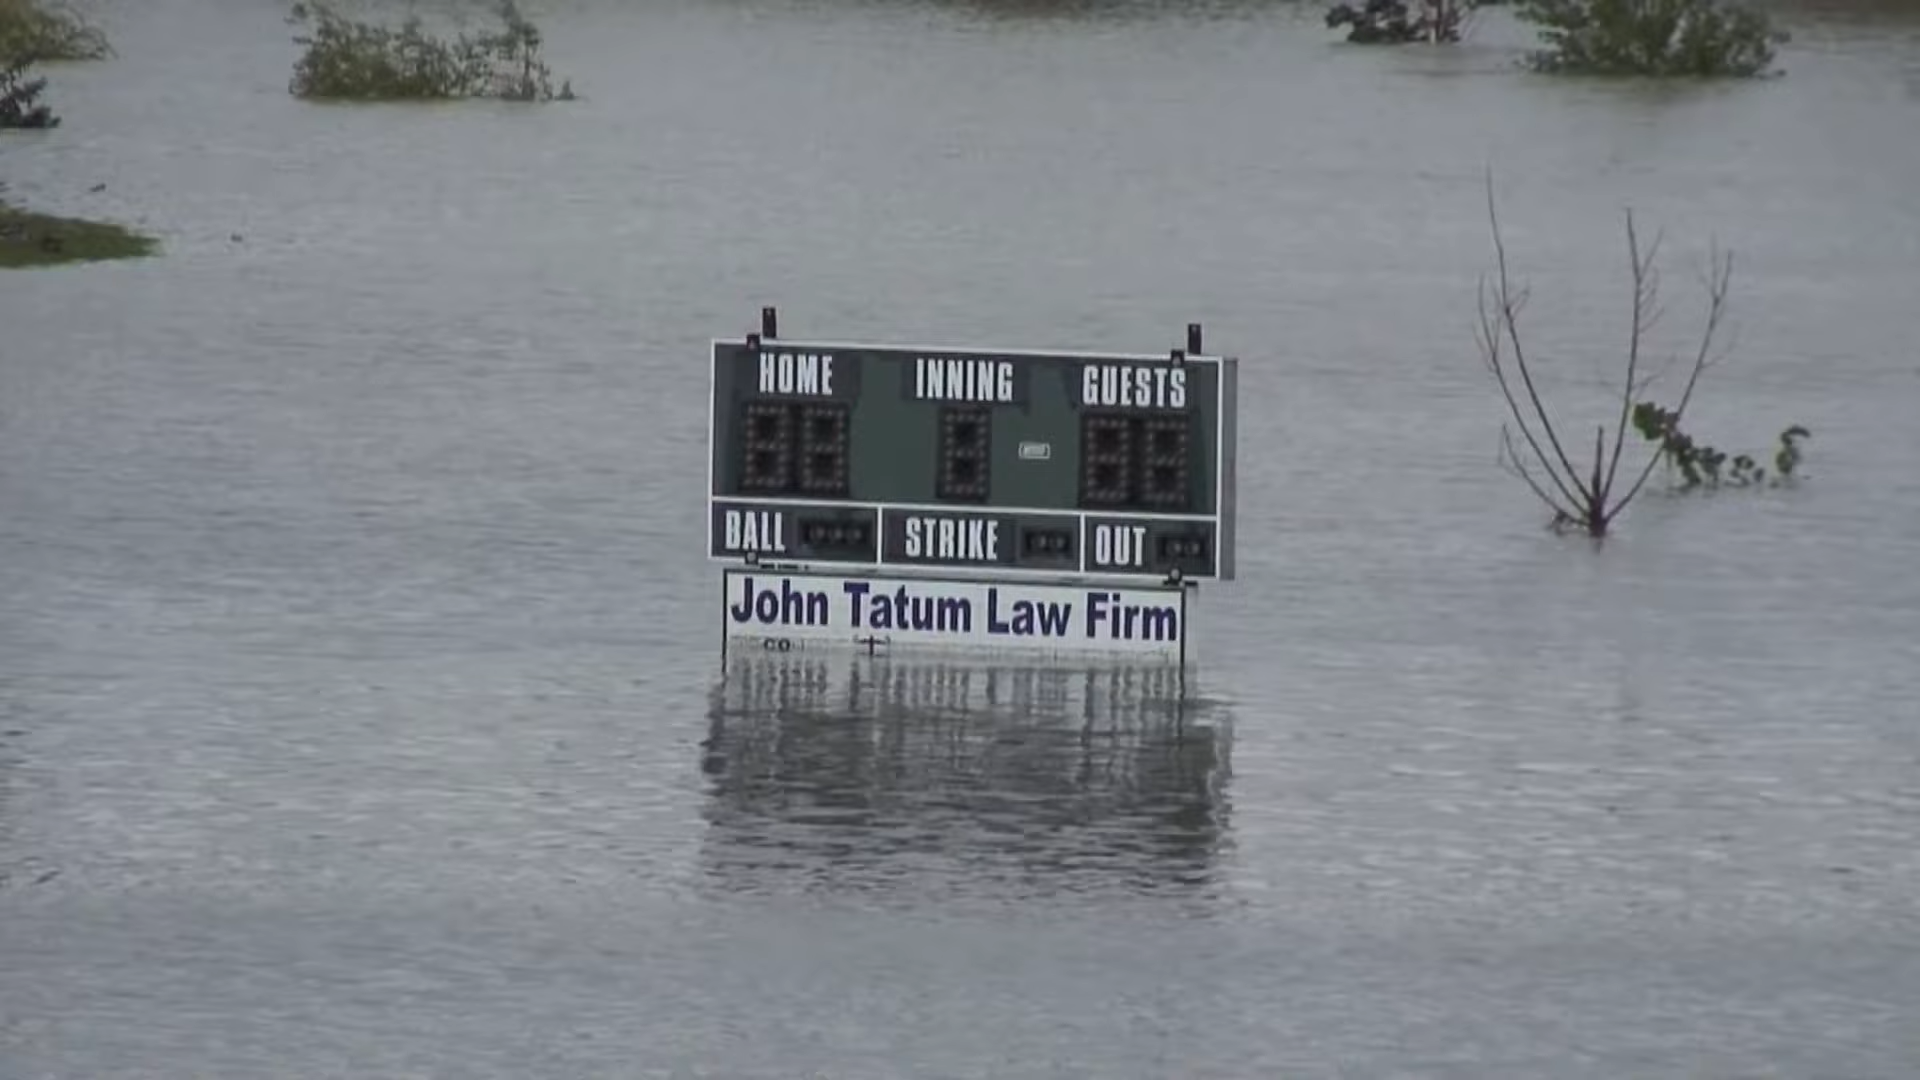 HOME INNING GUESTS
BALL STRIKE OUT
John Tatum Law Firm